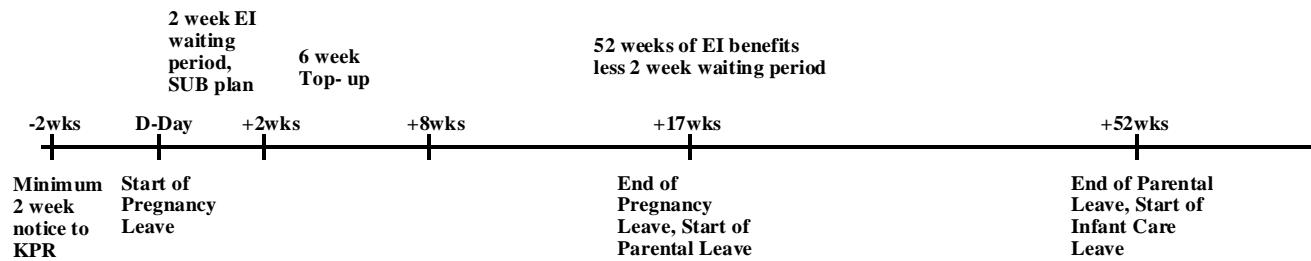 2 week EI
waiting
period,
SUB plan
6 week
Top- up
52 weeks of EI benefits
less 2 week waiting period
-2wks
D-Day
+2wks
+8wks
+17wks
+52wks
Minimum
2 week
notice to
KPR
Start of
Pregnancy
Leave
End of
Pregnancy
Leave, Start of
Parental Leave
End of Parental
Leave, Start of
Infant Care
Leave